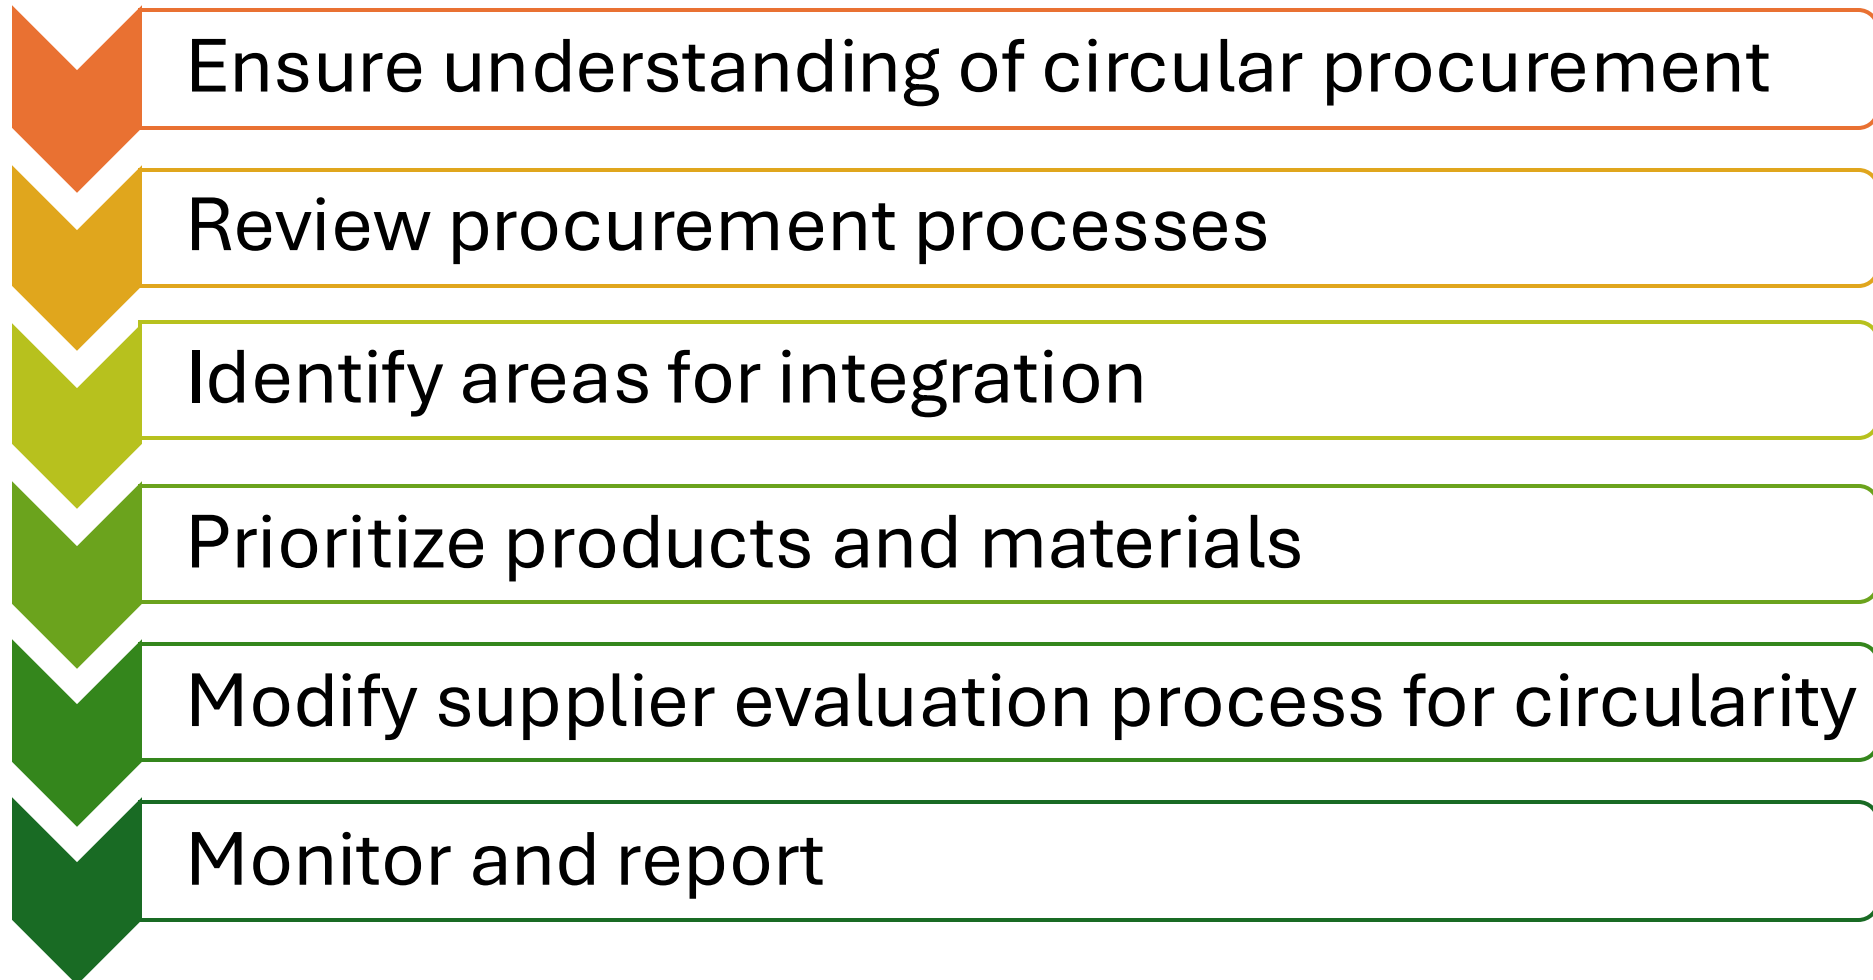 Ensure understanding of circular procurement
Review procurement processes
Identify areas for integration
Prioritize products and materials
Modify supplier evaluation process for circularity
Monitor and report